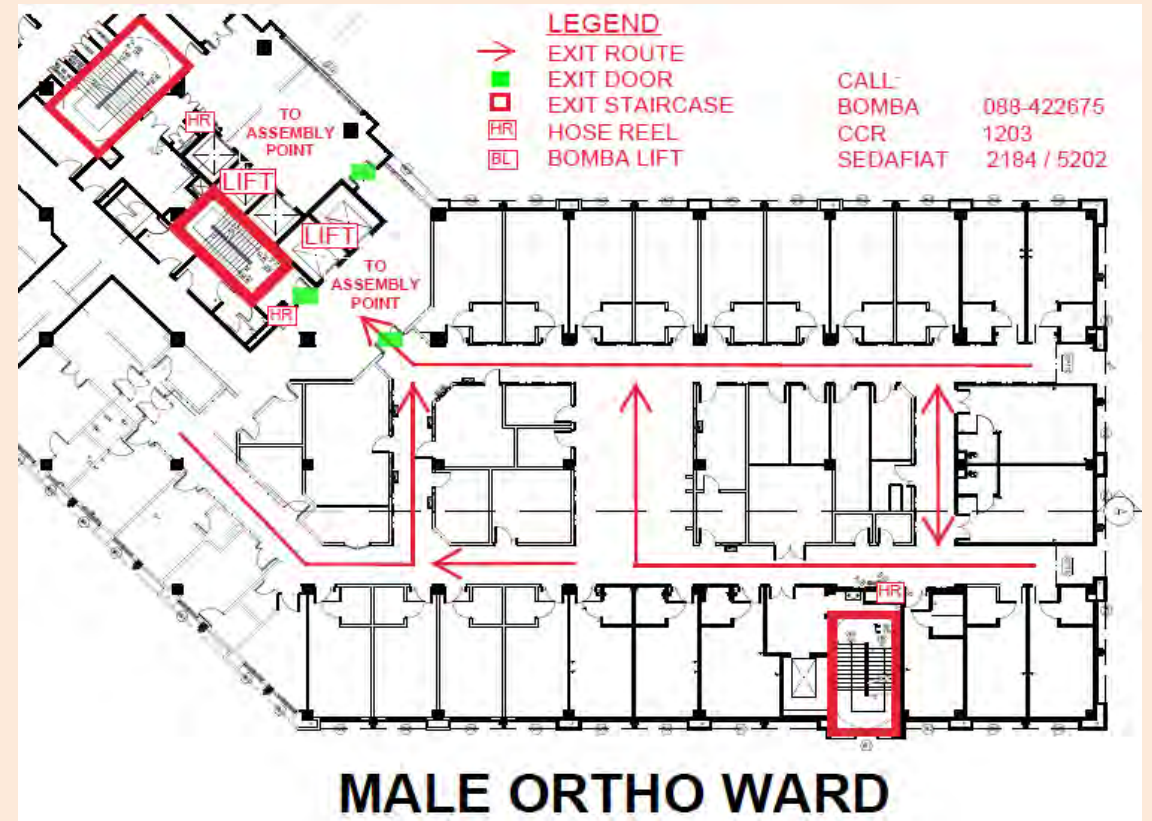 LEGEND
EXIT ROUTE
EXIT DOOR
EXIT STAIRCASE
HR HOSE REEL
BL BOMBA LIFT
CALL:
BOMBA 088-422675
CCR 1203
SEDAFIAT 2184 / 5202
HR
TO
ASSEMBLY
POINT
LIFT
LIFT
TO
ASSEMBLY
POINT
HR
HR
MALE ORTHO WARD